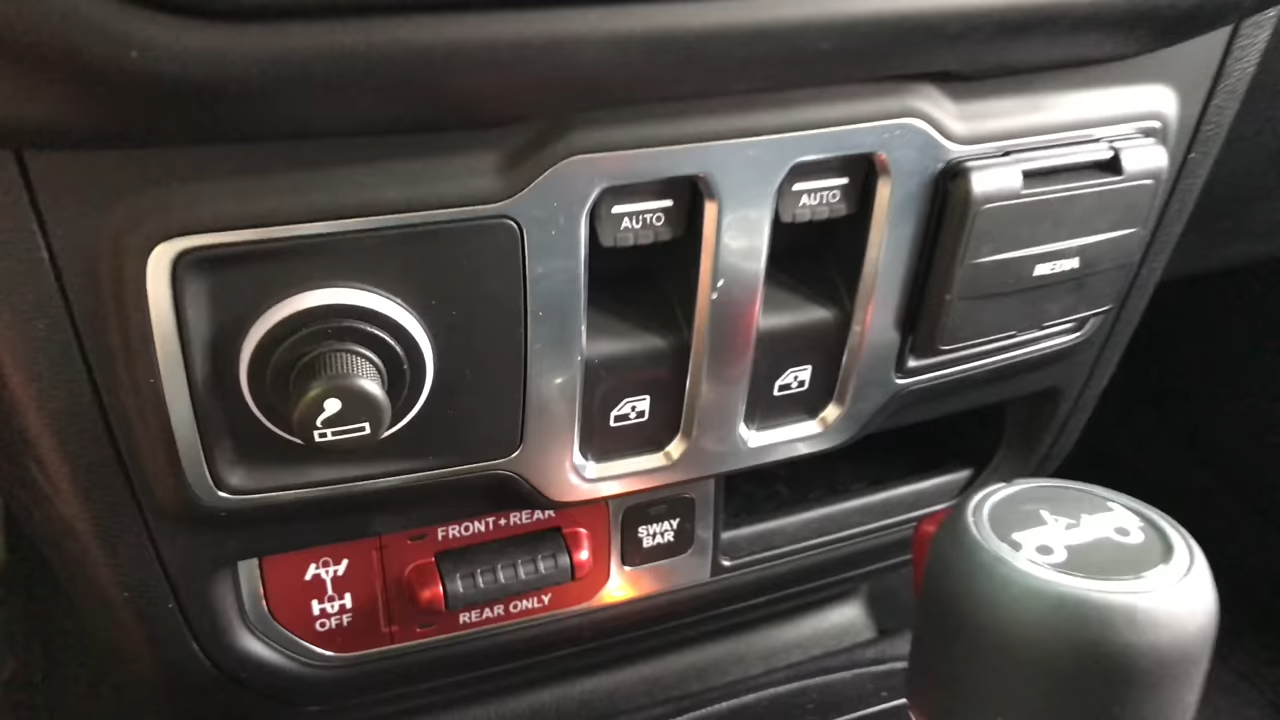 AUTO
AUTO
MEDIA
FRONT+REAR
SWAY
BAR
OFF
REAR ONLY